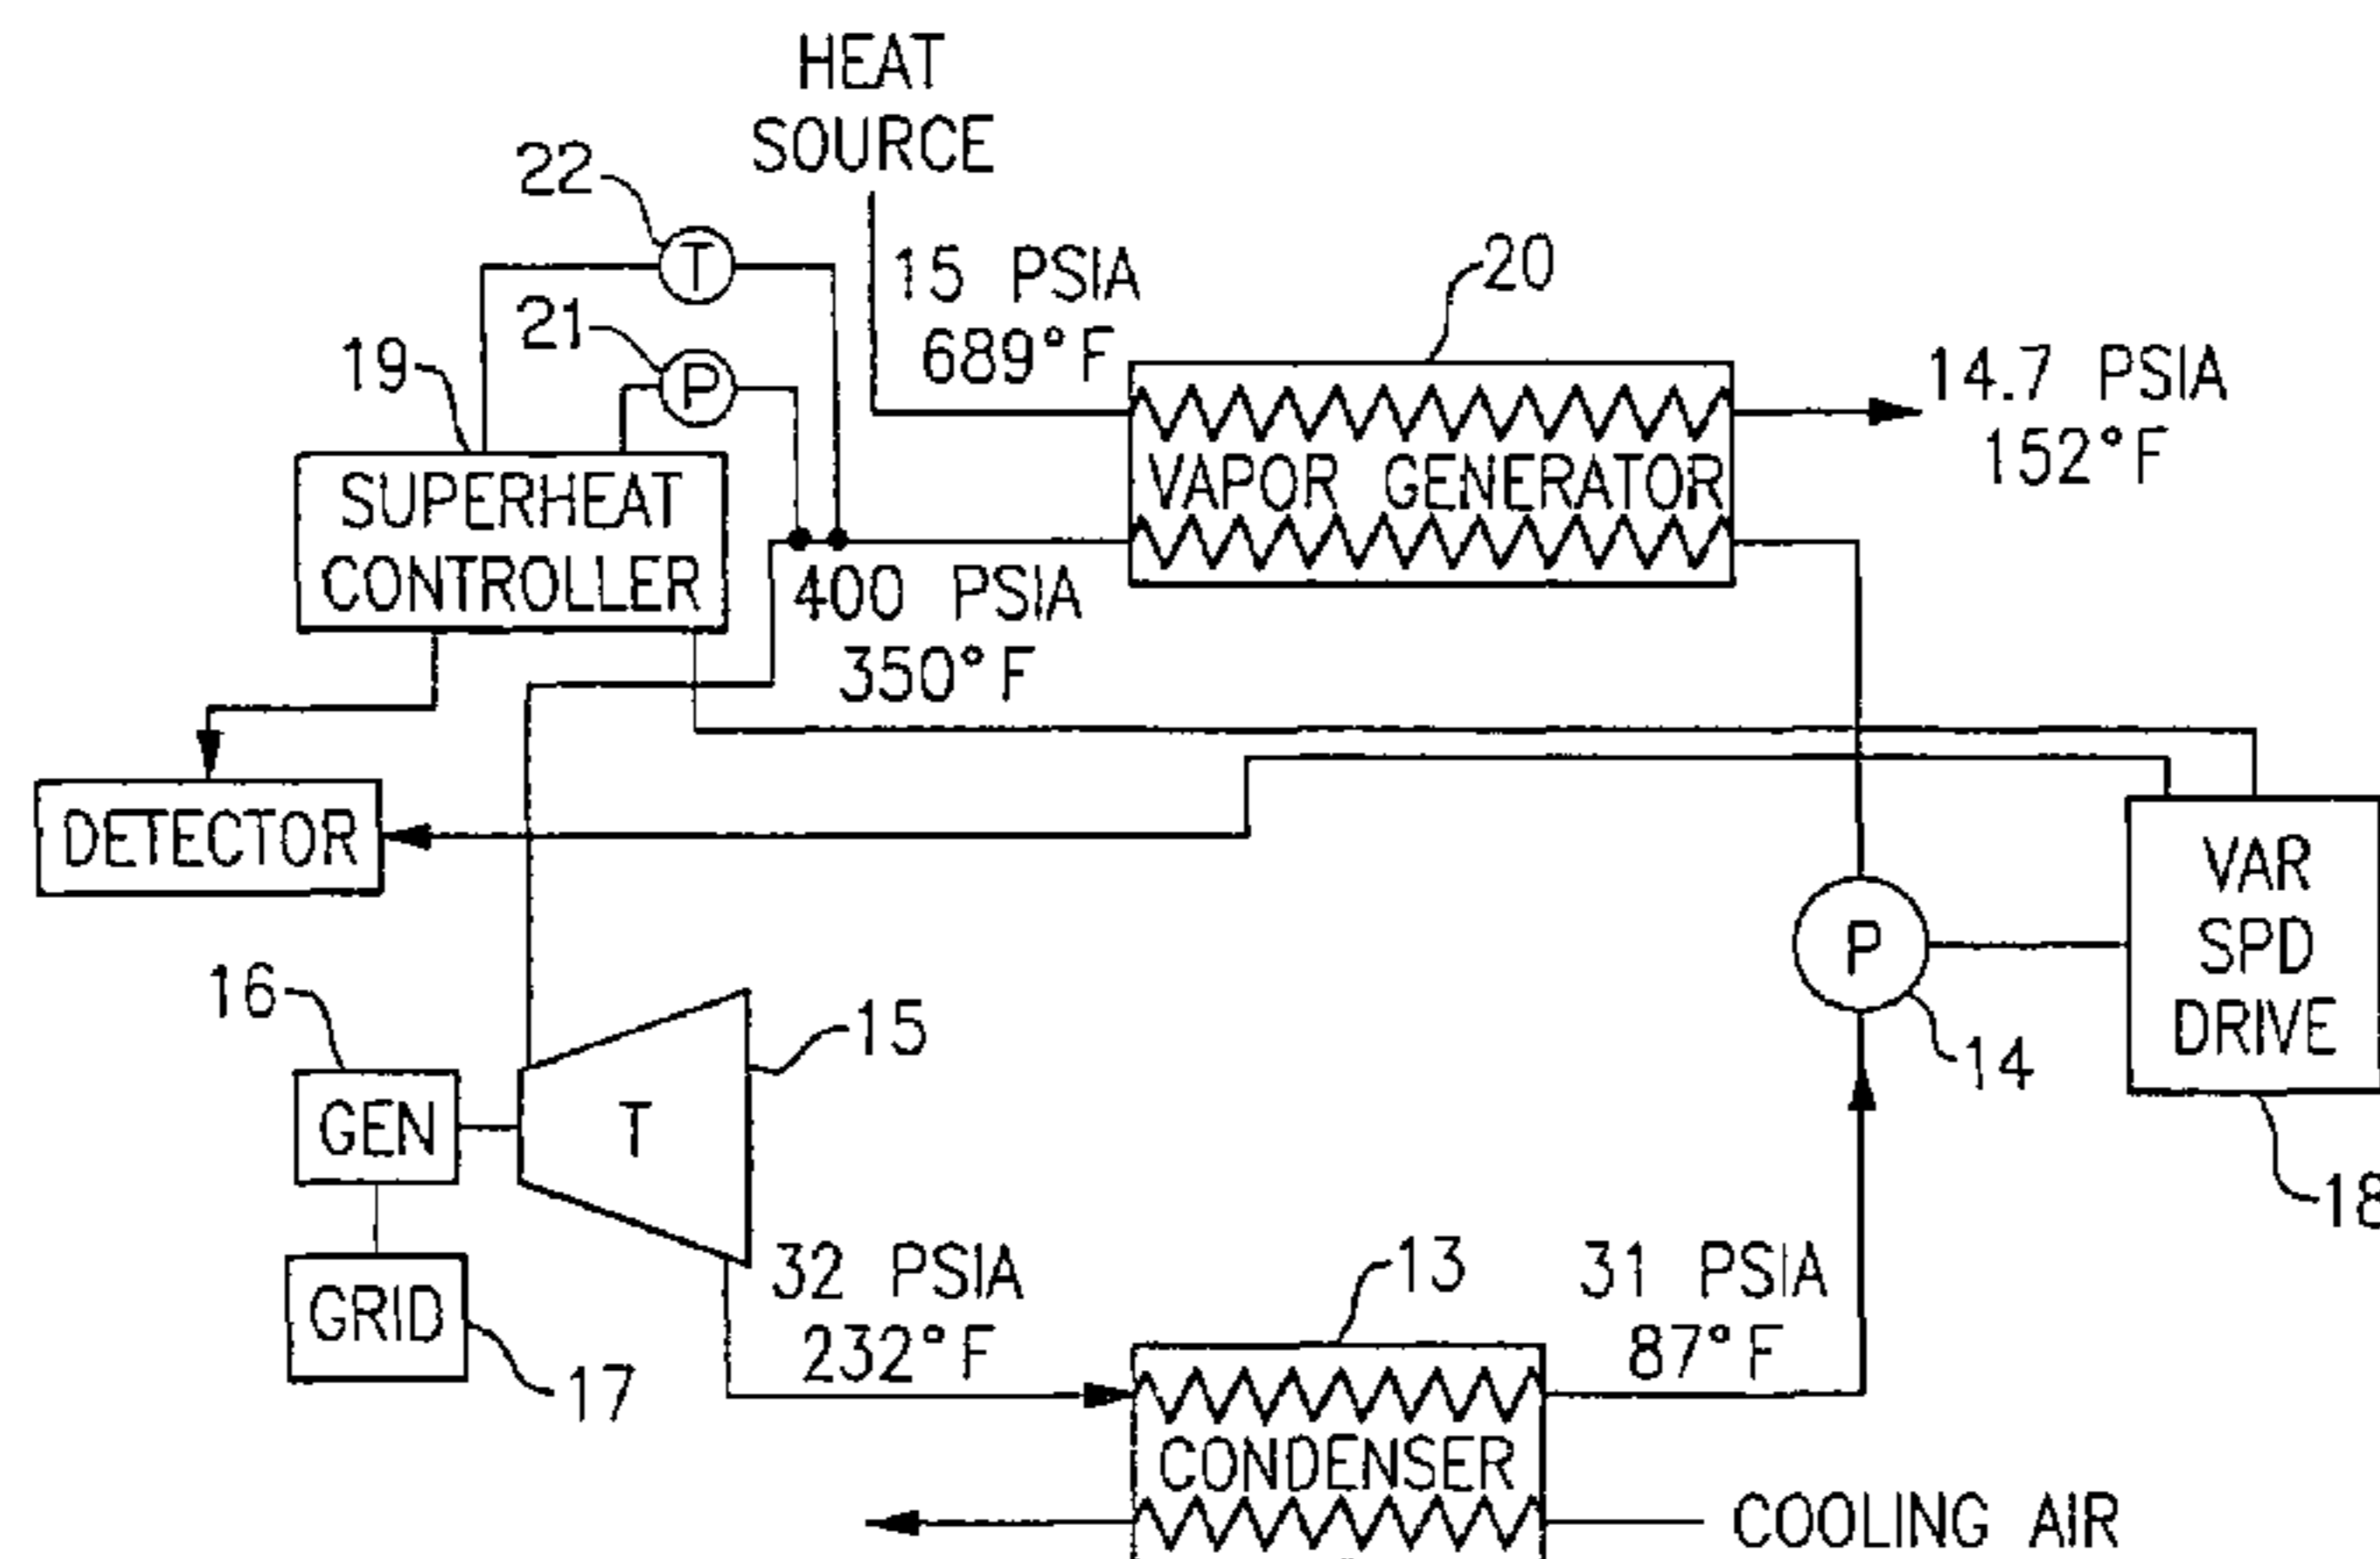 HEAT
SOURCE
22
T
15 PSIA
689°F
20
21
P
19
14.7 PSIA
152°F
SUPERHEAT
CONTROLLER
VAPOR GENERATOR
400 PSIA
350°F
DETECTOR
VAR
SPD
DRIVE
P
14
16
15
GEN
T
18
GRID
17
32 PSIA
232°F
13
31 PSIA
87°F
CONDENSER
COOLING AIR